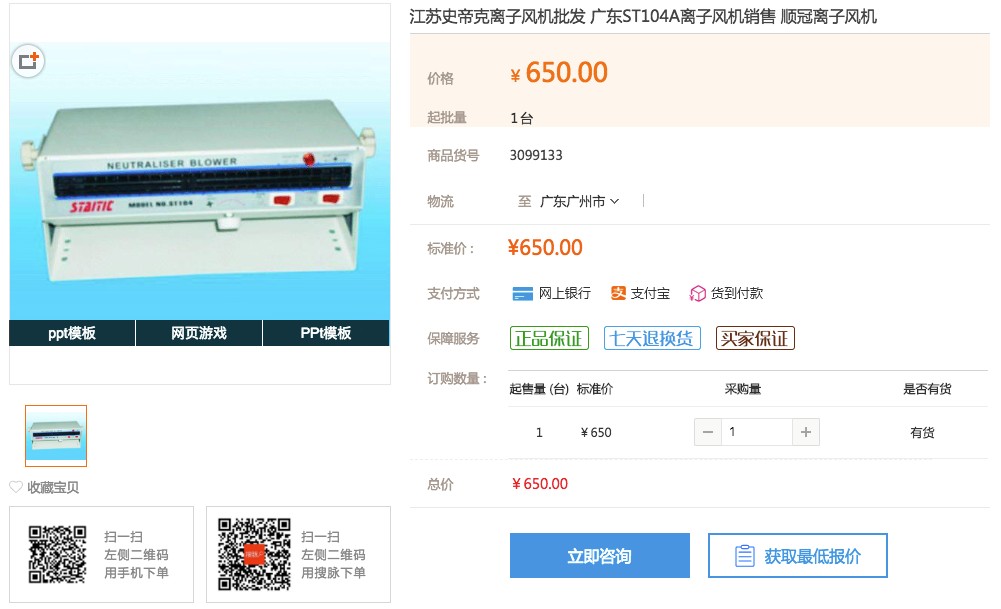 江苏史帝克离子风机批发 广东ST104A离子风机销售 顺冠离子风机
价格
¥ 650.00
起批量
1台
商品货号
3099133
物流
至 广东广州市
标准价：
¥650.00
支付方式
网上银行 支付宝 货到付款
保障服务
正品保证 七天退换货 买家保证
订购数量：
起售量 (台) 标准价 采购量 是否有货
1 ¥650 − 1 + 有货
总价
¥650.00
立即咨询
获取最低报价
NEUTRALISER BLOWER
STATTIC MODEL NO.ST104
ppt模板 网页游戏 PPt模板
收藏宝贝
扫一扫
左侧二维码
用手机下单
扫一扫
左侧二维码
用搜脉下单